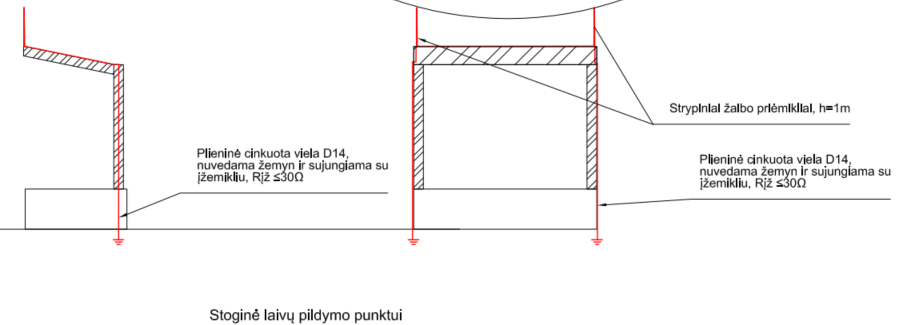 Strypiniai žaibo priėmikliai, h=1m
Plieninė cinkuota viela D14,
nuvedama žemyn ir sujungiama su
įžemikliu, Rįž ≤30Ω
Plieninė cinkuota viela D14,
nuvedama žemyn ir sujungiama su
įžemikliu, Rįž ≤30Ω
Stoginė laivų pildymo punktui